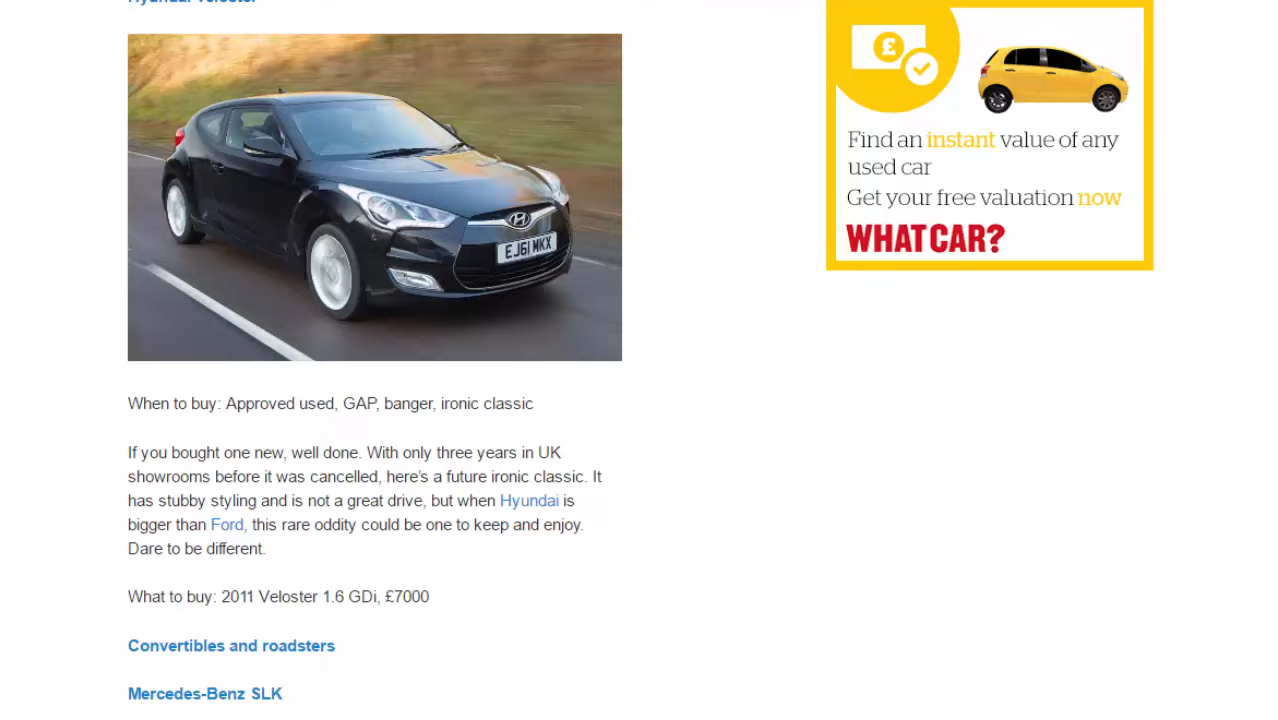 Hyundai Veloster
EJ61 MKX
When to buy: Approved used, GAP, banger, ironic classic
If you bought one new, well done. With only three years in UK
showrooms before it was cancelled, here’s a future ironic classic. It
has stubby styling and is not a great drive, but when Hyundai is
bigger than Ford, this rare oddity could be one to keep and enjoy.
Dare to be different.
What to buy: 2011 Veloster 1.6 GDi, £7000
Convertibles and roadsters
Mercedes-Benz SLK
£
Find an instant value of any
used car
Get your free valuation now
WHAT CAR?